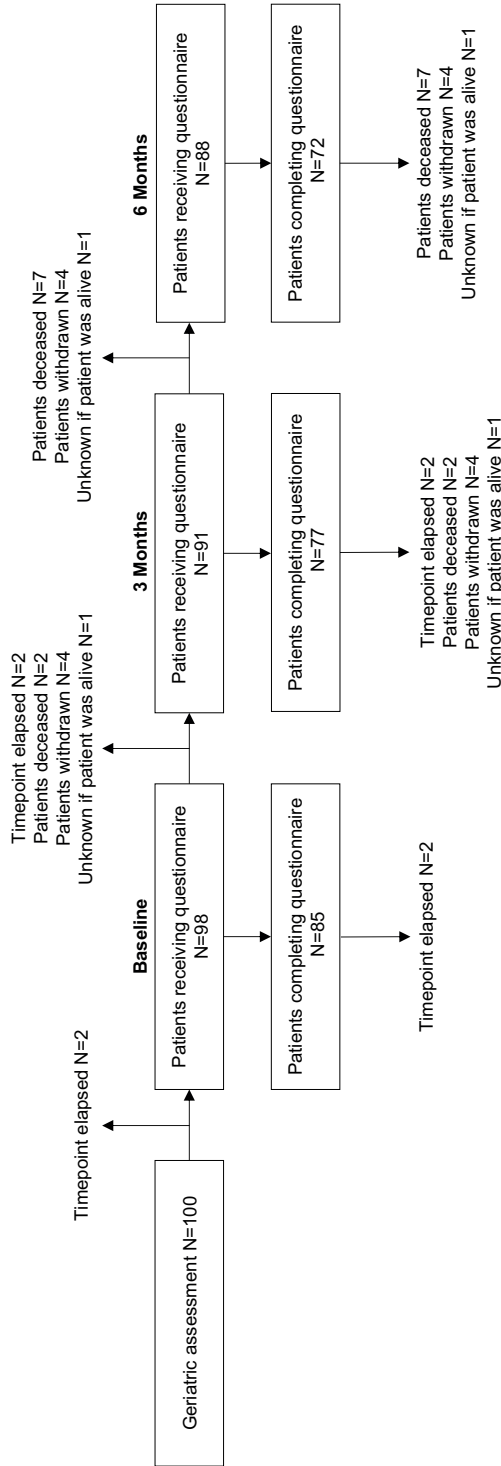 Geriatric assessment N=100
Timepoint elapsed N=2
Baseline
Patients receiving questionnaire
N=98
Patients completing questionnaire
N=85
Timepoint elapsed N=2
Timepoint elapsed N=2
Patients deceased N=2
Patients withdrawn N=4
Unknown if patient was alive N=1
3 Months
Patients receiving questionnaire
N=91
Patients completing questionnaire
N=77
Timepoint elapsed N=2
Patients deceased N=2
Patients withdrawn N=4
Unknown if patient was alive N=1
Patients deceased N=7
Patients withdrawn N=4
Unknown if patient was alive N=1
6 Months
Patients receiving questionnaire
N=88
Patients completing questionnaire
N=72
Patients deceased N=7
Patients withdrawn N=4
Unknown if patient was alive N=1